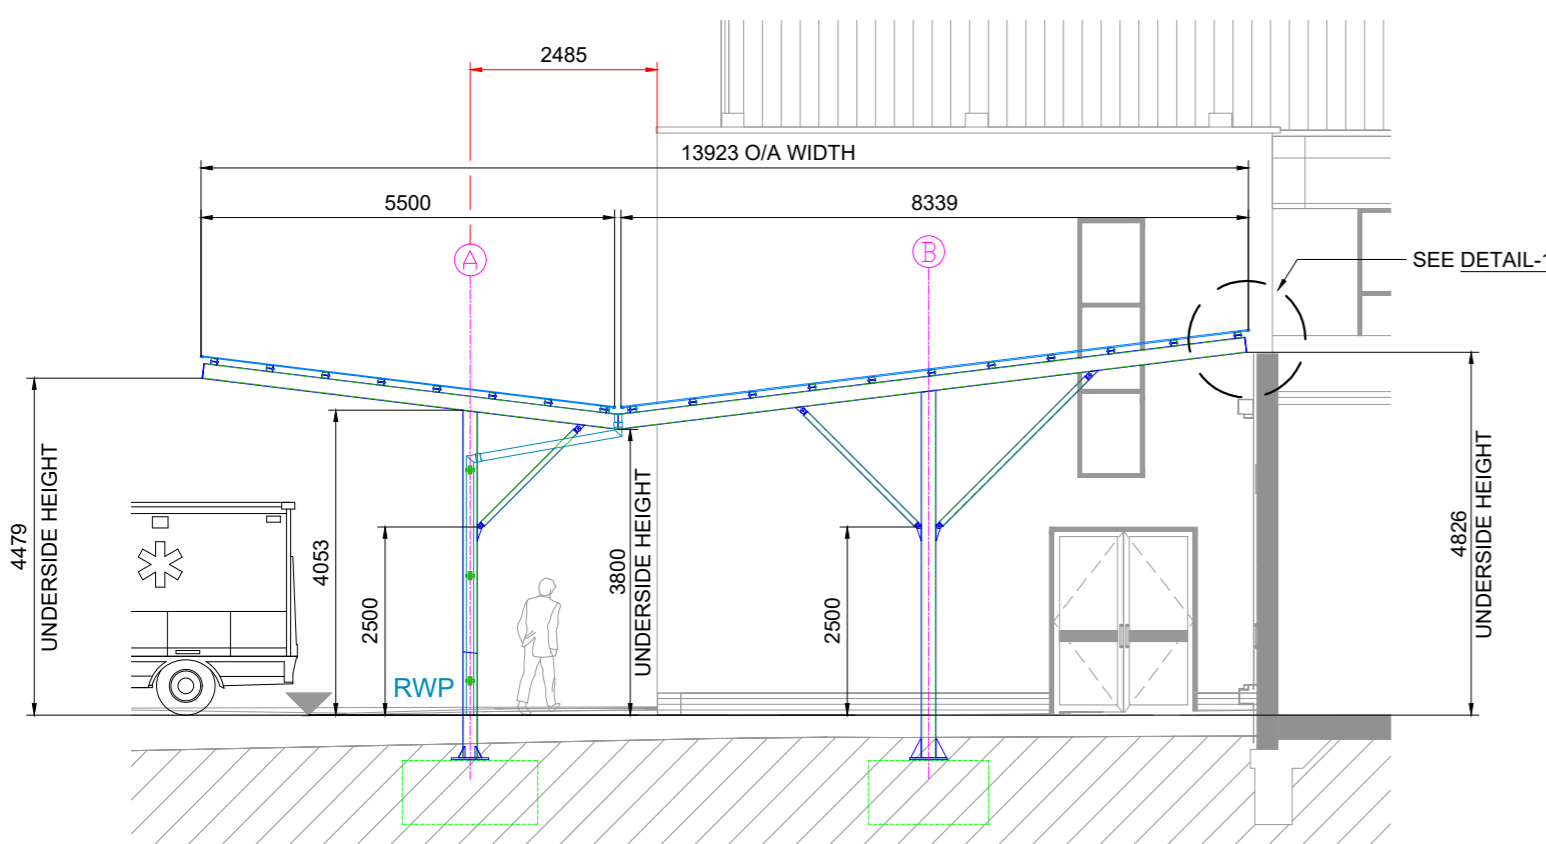 2485
13923 O/A WIDTH
5500
8339
A
B
SEE DETAIL-
4479
UNDERSIDE HEIGHT
4053
2500
RWP
3800
UNDERSIDE HEIGHT
2500
4826
UNDERSIDE HEIGHT